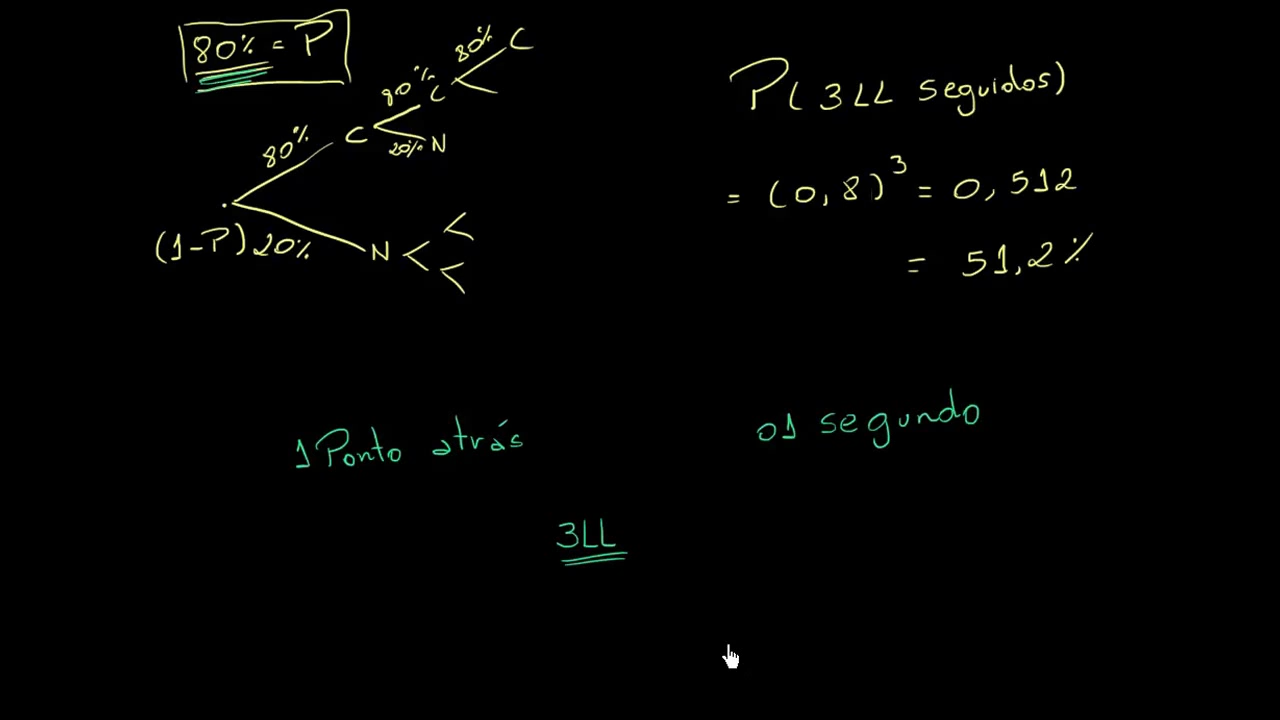 80% = P
80% C
80% C
80% C
20% N
(1-P) 20% N
P( 3LL seguidos)
= (0,8)³ = 0,512
= 51,2%
1 Ponto atrás
01 segundo
3LL